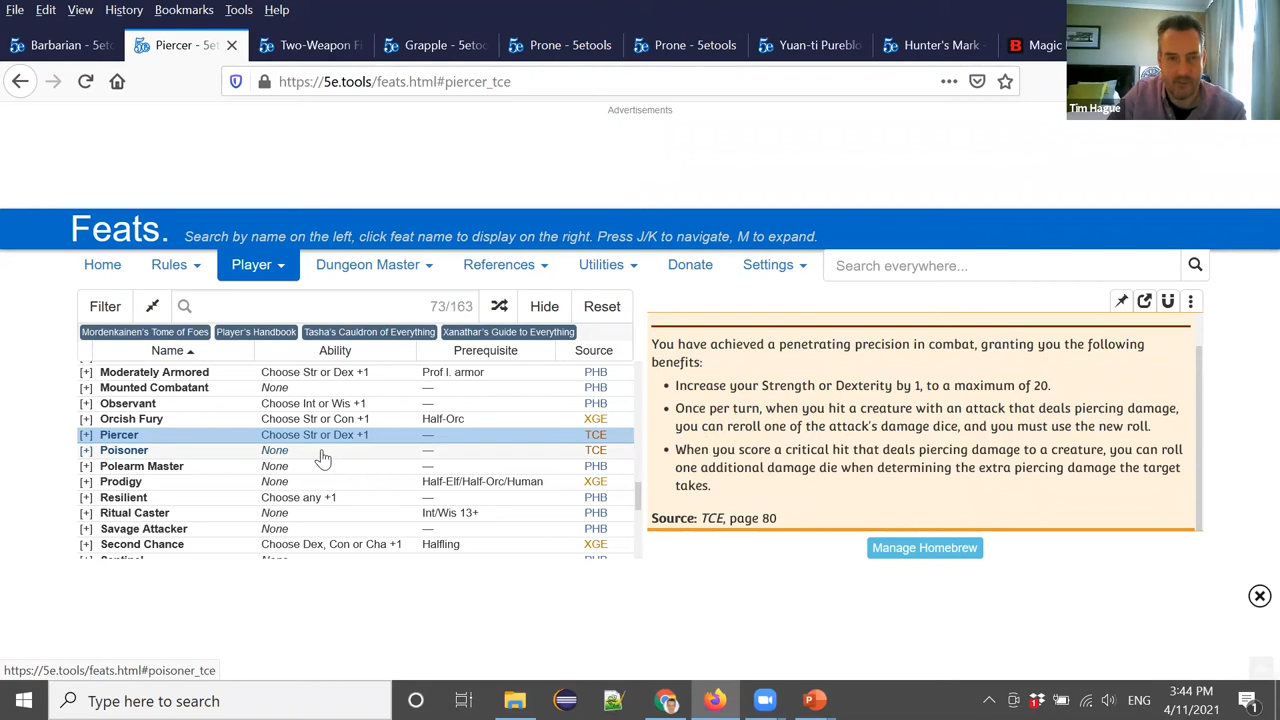 File Edit View History Bookmarks Tools Help
Barbarian - 5et
Piercer - 5et
Two-Weapon Fi
Grapple - 5etoc
Prone - 5etools
Prone - 5etools
Yuan-ti Pureblo
Hunter's Mark -
Magic
https://5e.tools/feats.html#piercer_tce
Tim Hague
Advertisements
Feats. Search by name on the left, click feat name to display on the right. Press J/K to navigate, M to expand.
Home Rules Player Dungeon Master References Utilities Donate Settings Search everywhere...
Filter 73/163 Hide Reset
Mordenkainen's Tome of Foes Player's Handbook Tasha's Cauldron of Everything Xanathar's Guide to Everything
Name Ability Prerequisite Source
[+] Moderately Armored Choose Str or Dex +1 Prof l. armor PHB
[+] Mounted Combatant None — PHB
[+] Observant Choose Int or Wis +1 — PHB
[+] Orcish Fury Choose Str or Con +1 Half-Orc XGE
[+] Piercer Choose Str or Dex +1 — TCE
[+] Poisoner None — TCE
[+] Polearm Master None — PHB
[+] Prodigy None Half-Elf/Half-Orc/Human XGE
[+] Resilient Choose any +1 — PHB
[+] Ritual Caster None Int/Wis 13+ PHB
[+] Savage Attacker None — PHB
[+] Second Chance Choose Dex, Con or Cha +1 Halfling XGE
You have achieved a penetrating precision in combat, granting you the following
benefits:
• Increase your Strength or Dexterity by 1, to a maximum of 20.
• Once per turn, when you hit a creature with an attack that deals piercing damage,
you can reroll one of the attack's damage dice, and you must use the new roll.
• When you score a critical hit that deals piercing damage to a creature, you can roll
one additional damage die when determining the extra piercing damage the target
takes.
Source: TCE, page 80
Manage Homebrew
https://5e.tools/feats.html#poisoner_tce
Type here to search
ENG
3:44 PM
4/11/2021